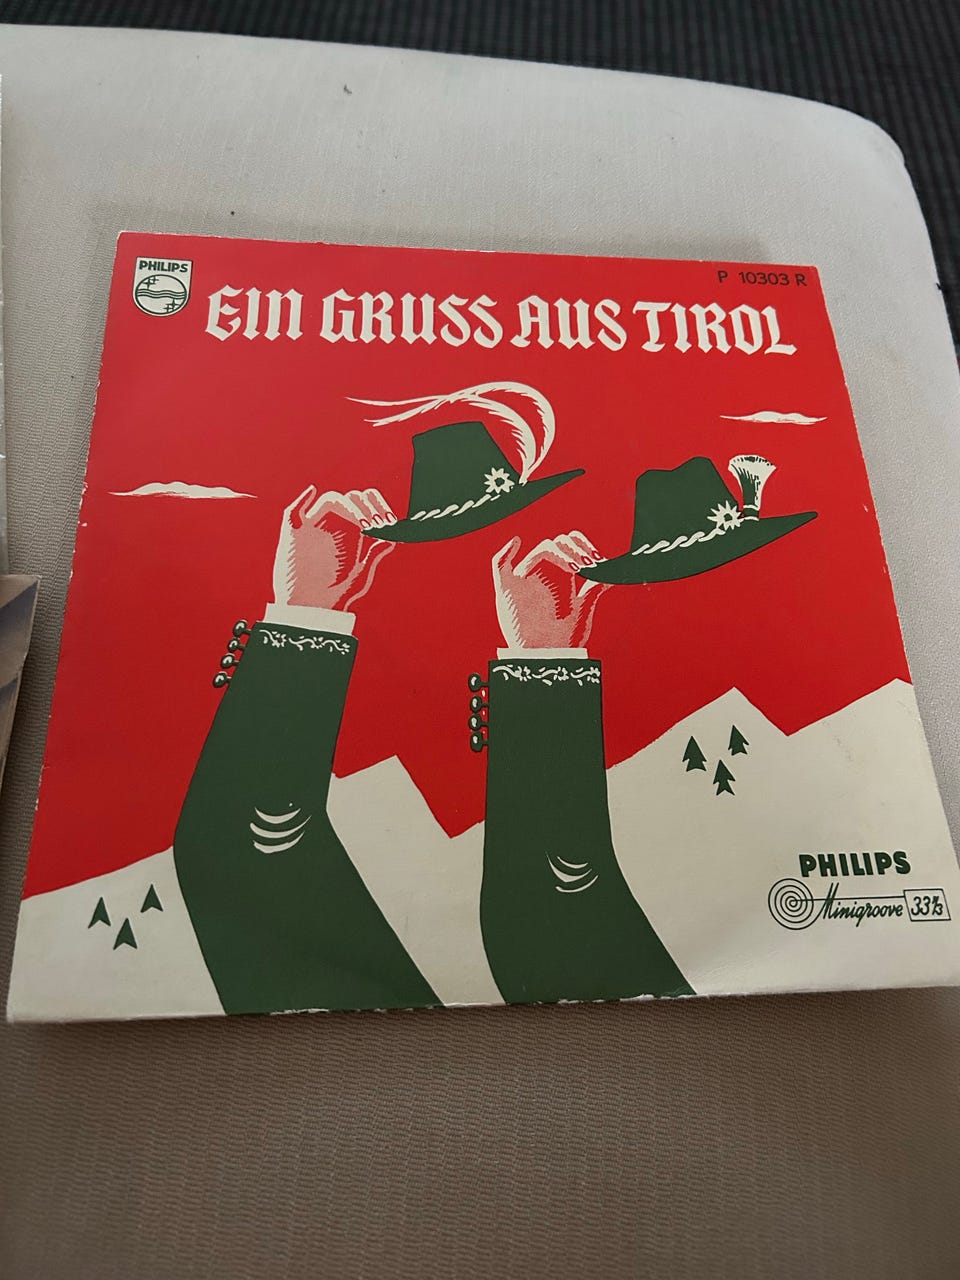 PHILIPS
P 10303 R
EIN GRUSS AUS TIROL
PHILIPS
Minigroove 33⅓